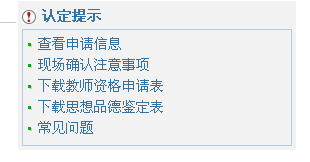 认定提示
查看申请信息
现场确认注意事项
下载教师资格申请表
下载思想品德鉴定表
常见问题